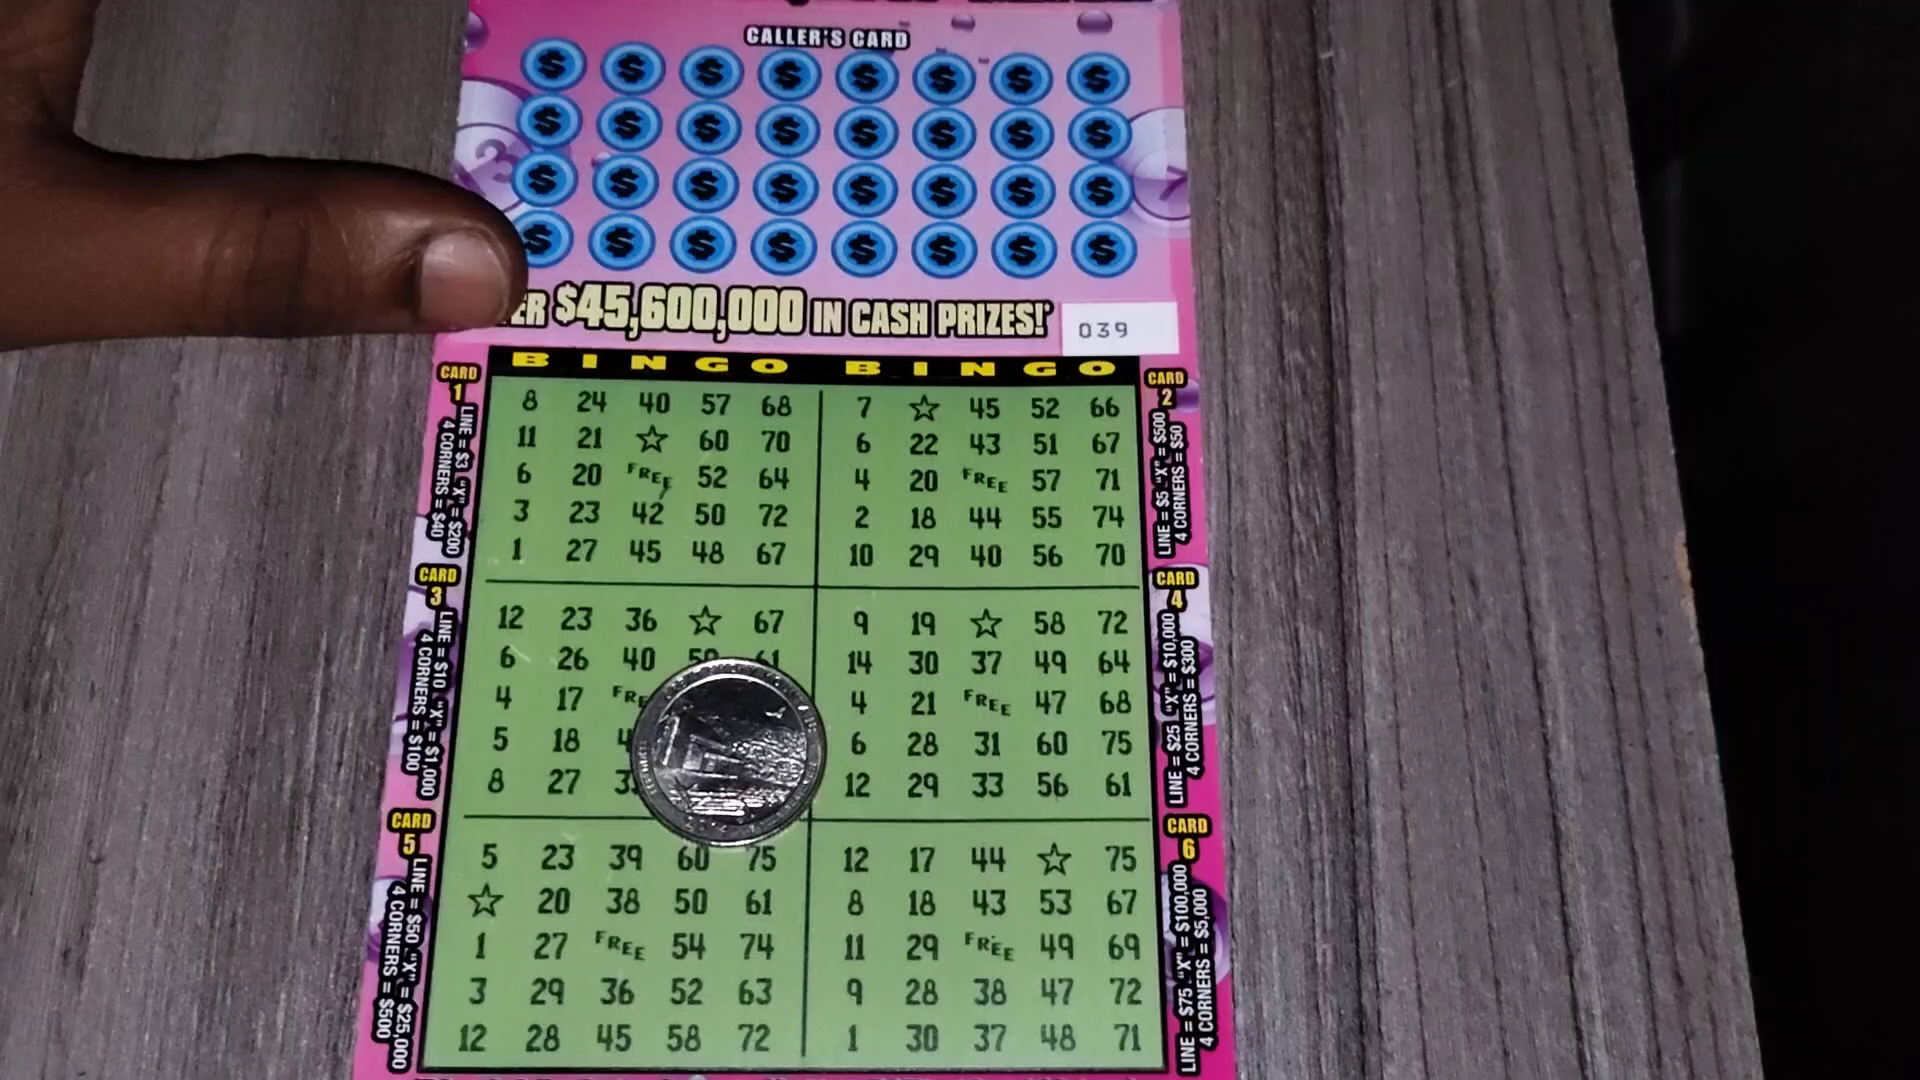 CALLER'S CARD
$ $ $ $ $ $ $ $
$ $ $ $ $ $ $ $
$ $ $ $ $ $ $ $
$ $ $ $ $ $ $ $
$45,600,000 IN CASH PRIZES!*
039
BINGO BINGO
CARD 1
LINE = $3 "X" = $200
4 CORNERS = $40
8 24 40 57 68
11 21 ☆ 60 70
6 20 FREE 52 64
3 23 42 50 72
1 27 45 48 67
CARD 2
LINE = $5 "X" = $500
4 CORNERS = $50
7 ☆ 45 52 66
6 22 43 51 67
4 20 FREE 57 71
2 18 44 55 74
10 29 40 56 70
CARD 3
LINE = $10 "X" = $1,000
4 CORNERS = $100
12 23 36 ☆ 67
6 26 40 61
4 17
5 18
8 27
CARD 4
LINE = $25 "X" = $10,000
4 CORNERS = $300
9 19 ☆ 58 72
14 30 37 49 64
4 21 FREE 47 68
6 28 31 60 75
12 29 33 56 61
CARD 5
LINE = $50 "X" = $25,000
4 CORNERS = $500
5 23 39 60 75
☆ 20 38 50 61
1 27 FREE 54 74
3 29 36 52 63
12 28 45 58 72
CARD 6
LINE = $75 "X" = $100,000
4 CORNERS = $5,000
12 17 44 ☆ 75
8 18 43 53 67
11 29 FREE 49 69
9 28 38 47 72
1 30 37 48 71